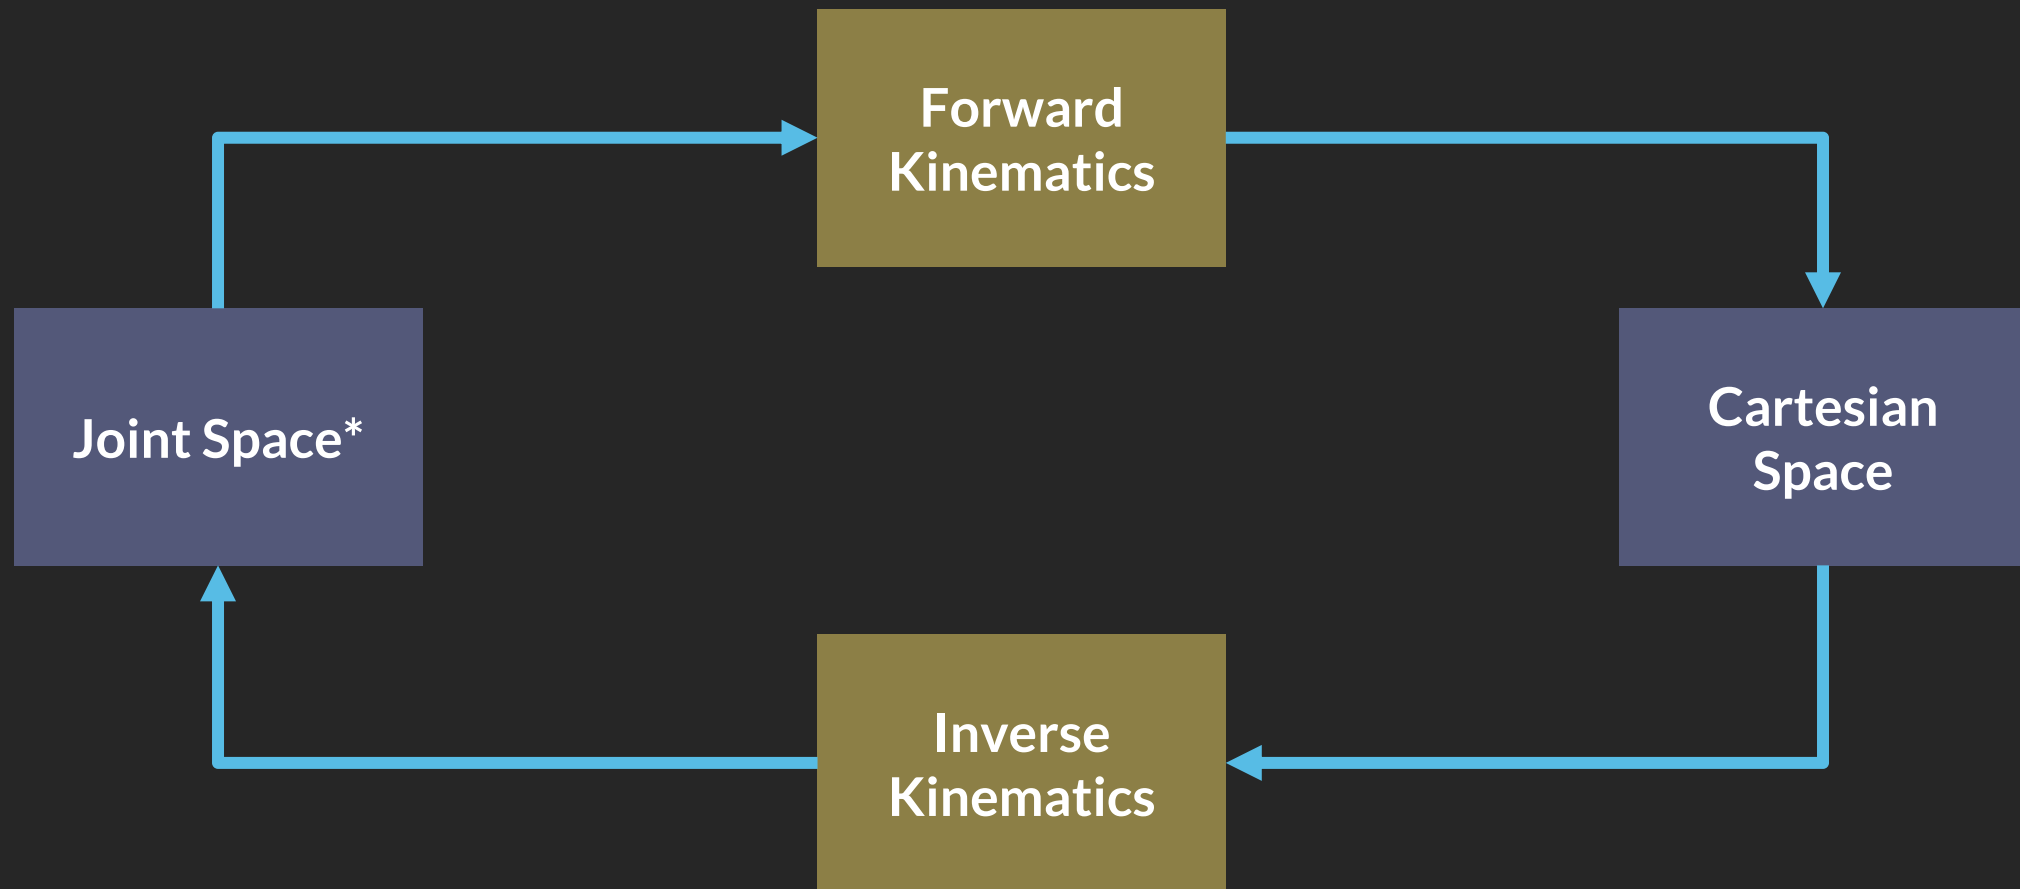 Forward
Kinematics
Joint Space*
Cartesian
Space
Inverse
Kinematics